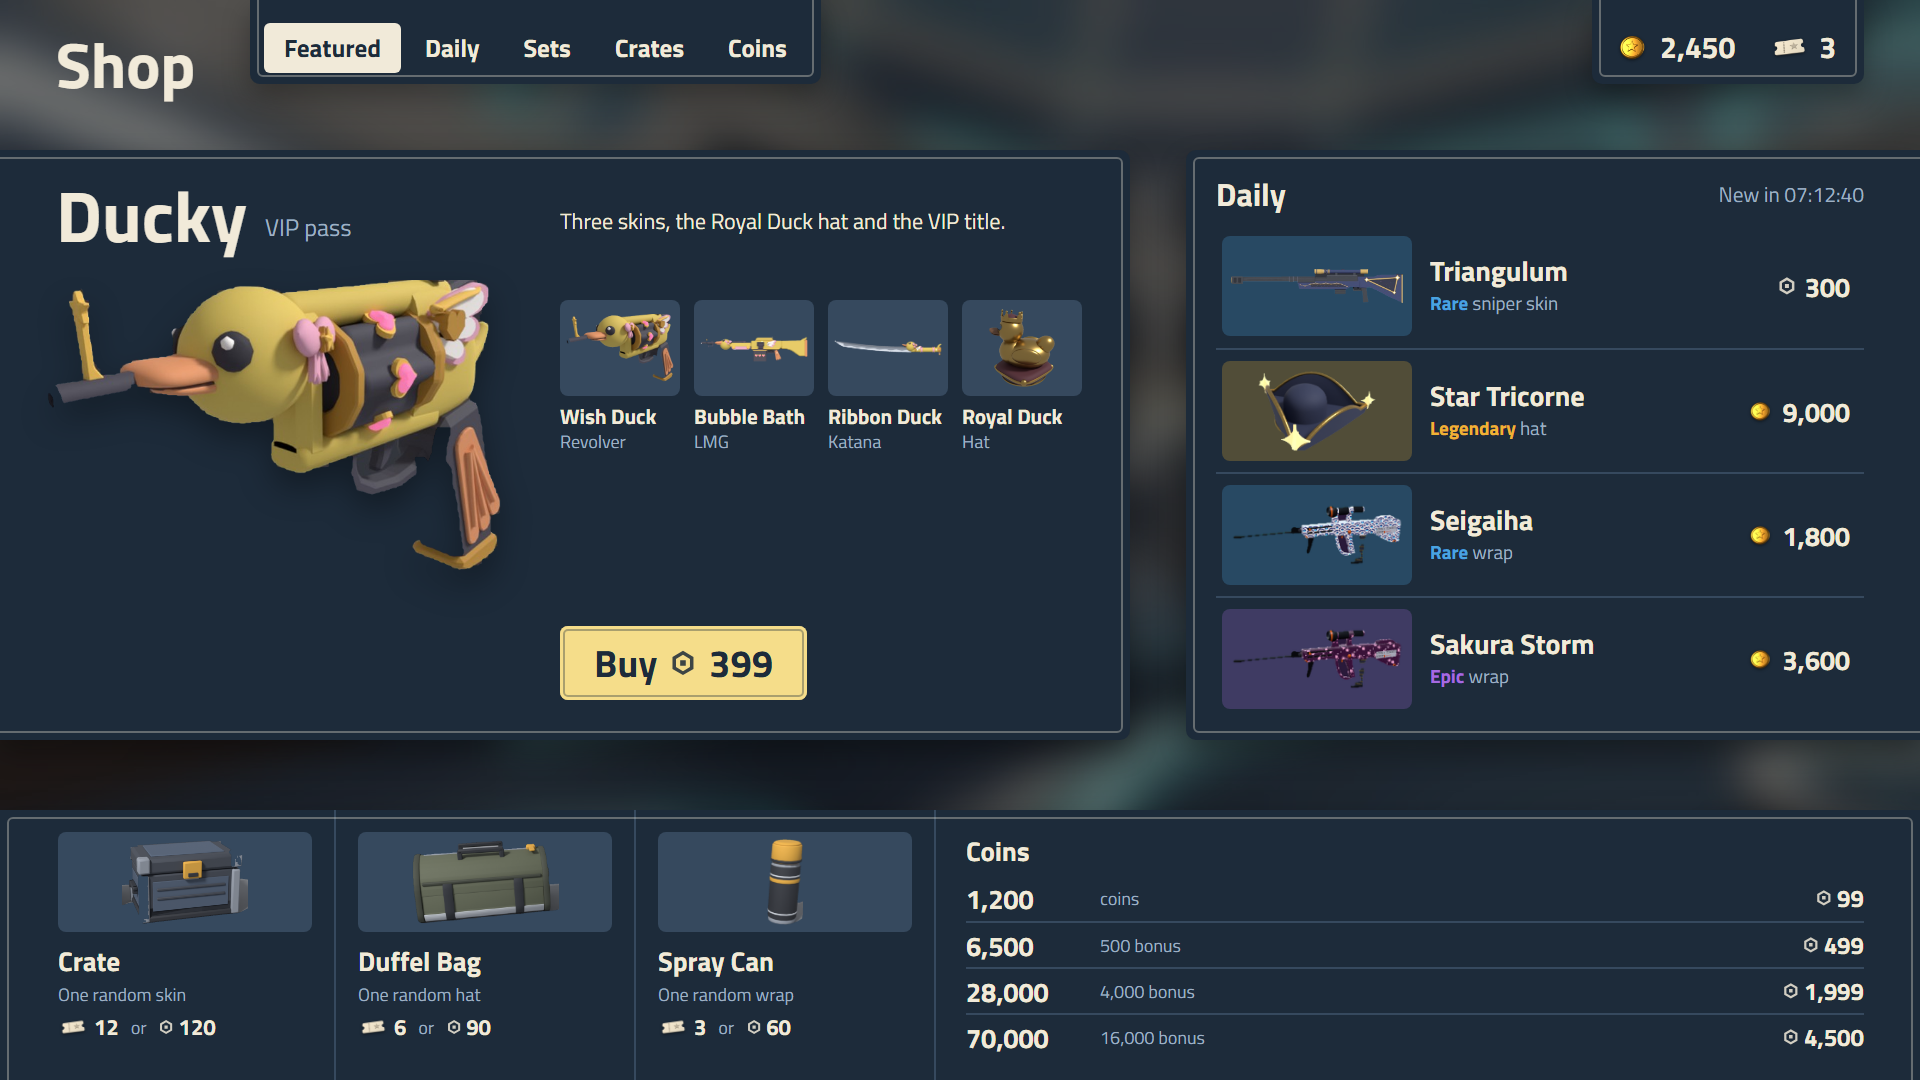 Shop
Featured Daily Sets Crates Coins
2,450 3
Ducky VIP pass
Three skins, the Royal Duck hat and the VIP title.
Wish Duck
Revolver
Bubble Bath
LMG
Ribbon Duck
Katana
Royal Duck
Hat
Buy 399
Daily
New in 07:12:40
Triangulum
Rare sniper skin
300
Star Tricorne
Legendary hat
9,000
Seigaiha
Rare wrap
1,800
Sakura Storm
Epic wrap
3,600
Crate
One random skin
12 or 120
Duffel Bag
One random hat
6 or 90
Spray Can
One random wrap
3 or 60
Coins
1,200 coins 99
6,500 500 bonus 499
28,000 4,000 bonus 1,999
70,000 16,000 bonus 4,500